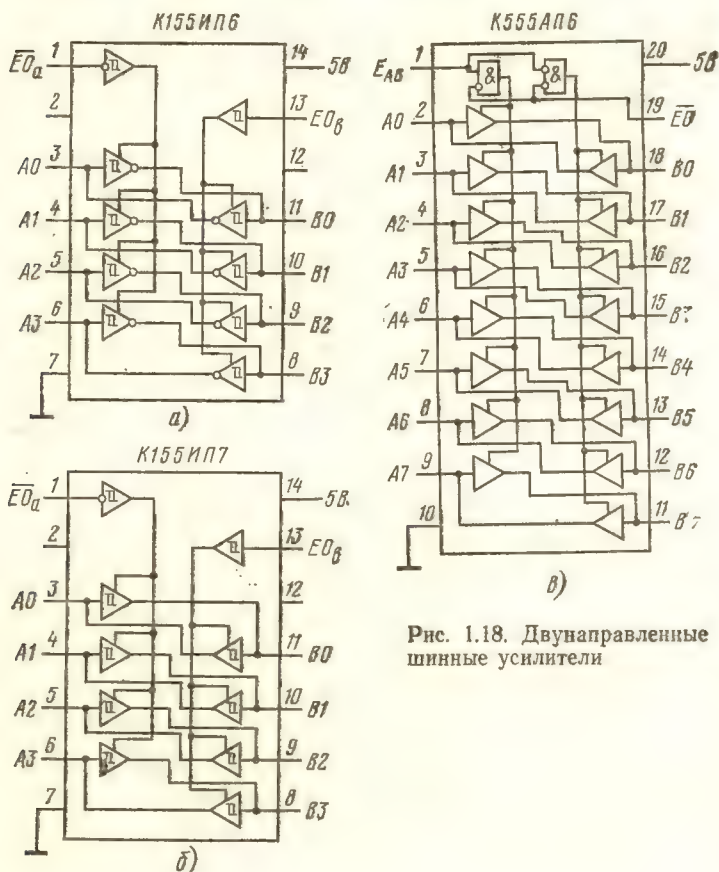 К155ИП6
1
E̅O̅а
2
А0 3
А1 4
А2 5
А3 6
7
14 5В
13 EOв
12
11 В0
10 В1
9 В2
8 В3
а)
К155ИП7
1
E̅O̅а
2
А0 3
А1 4
А2 5
А3 6
7
14 5В
13 EOв
12
11 В0
10 В1
9 В2
8 В3
б)
К555АП6
1
EАВ
& &
2
А0
3
А1
4
А2
5
А3
6
А4
7
А5
8
А6
9
А7
10
20 5В
19 E̅O̅
18 В0
17 В1
16 В2
15
14 В4
13 В5
12 В6
11
в)
Рис. 1.18. Двунаправленные
шинные усилители